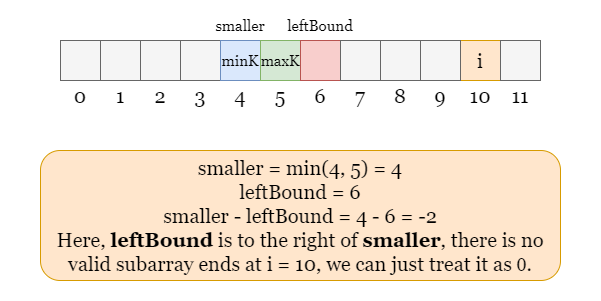 smaller leftBound
minK maxK i
0 1 2 3 4 5 6 7 8 9 10 11
smaller = min(4, 5) = 4
leftBound = 6
smaller - leftBound = 4 - 6 = -2
Here, leftBound is to the right of smaller, there is no
valid subarray ends at i = 10, we can just treat it as 0.